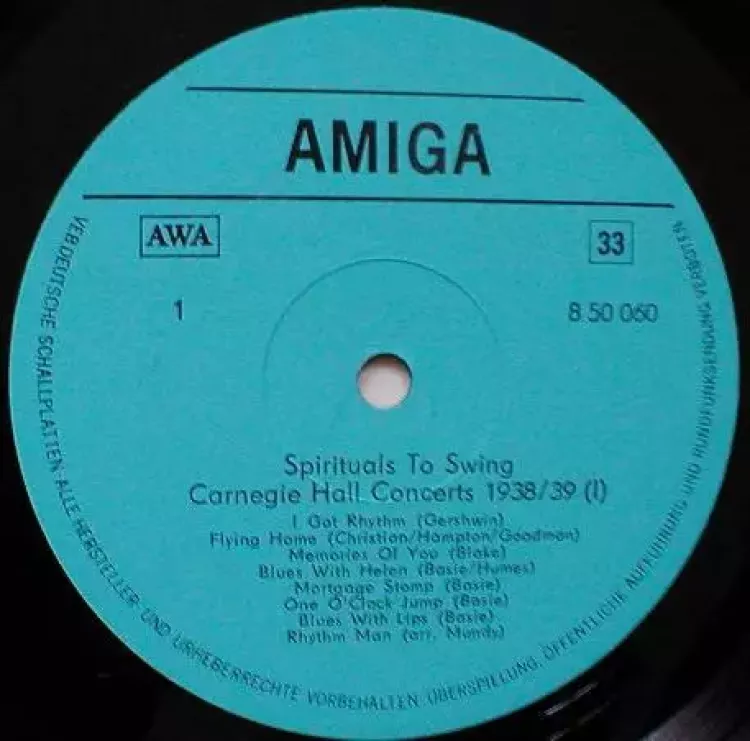 AMIGA
AWA
33
1
8 50 060
Spirituals To Swing
Carnegie Hall Concerts 1938/39 (I)
I Got Rhythm (Gershwin)
Flying Home (Christian/Hampton/Goodman)
Memories Of You (Blake)
Blues With Helen (Basie/Humes)
Mortgage Stomp (Basie)
One O'Clock Jump (Basie)
Blues With Lips (Basie)
Rhythm Man (arr. Mundy)
VEB DEUTSCHE SCHALLPLATTEN · ALLE HERSTELLER- UND URHEBERRECHTE VORBEHALTEN. ÜBERSPIELUNG, ÖFFENTLICHE AUFFÜHRUNG UND RUNDFUNKSENDUNG VERBOTEN